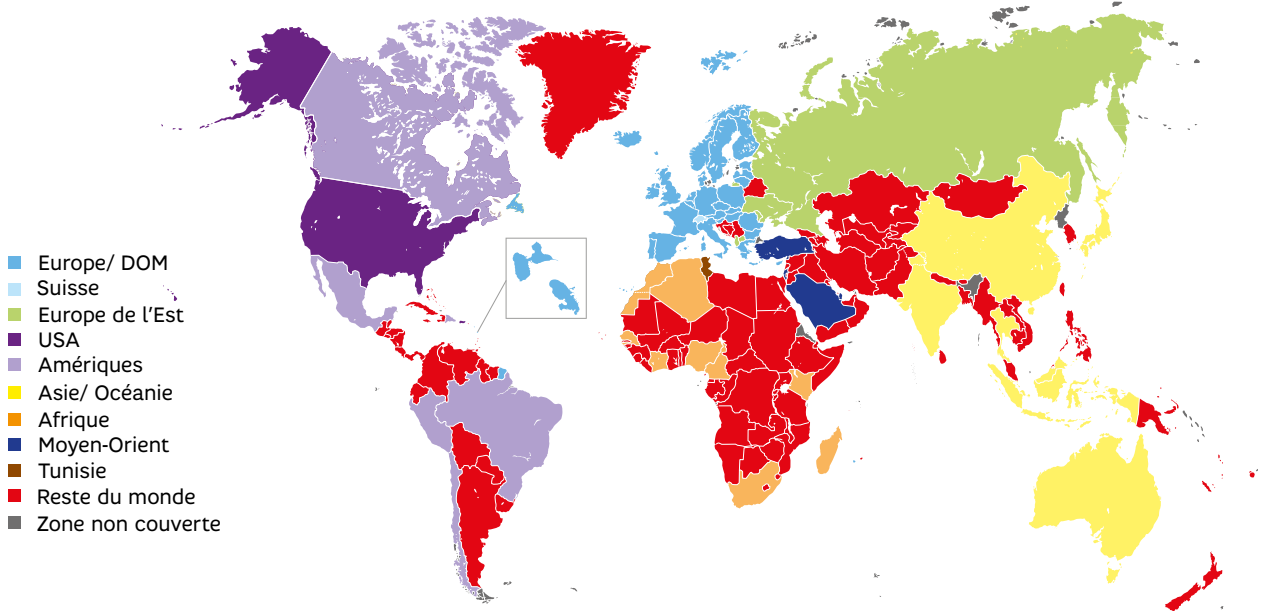 Europe/ DOM
Suisse
Europe de l'Est
USA
Amériques
Asie/ Océanie
Afrique
Moyen-Orient
Tunisie
Reste du monde
Zone non couverte